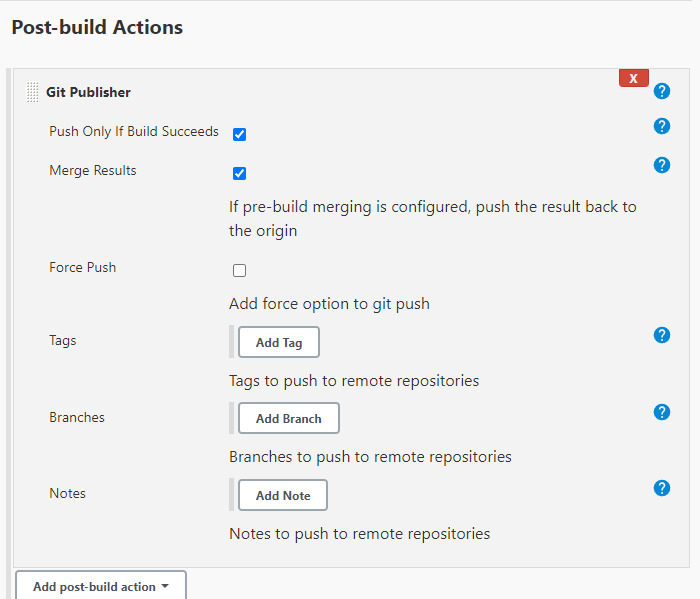 Post-build Actions
X
Git Publisher
?
Push Only If Build Succeeds
?
Merge Results
?
If pre-build merging is configured, push the result back to
the origin
Force Push
Add force option to git push
Tags
Add Tag
?
Tags to push to remote repositories
Branches
Add Branch
?
Branches to push to remote repositories
Notes
Add Note
?
Notes to push to remote repositories
Add post-build action